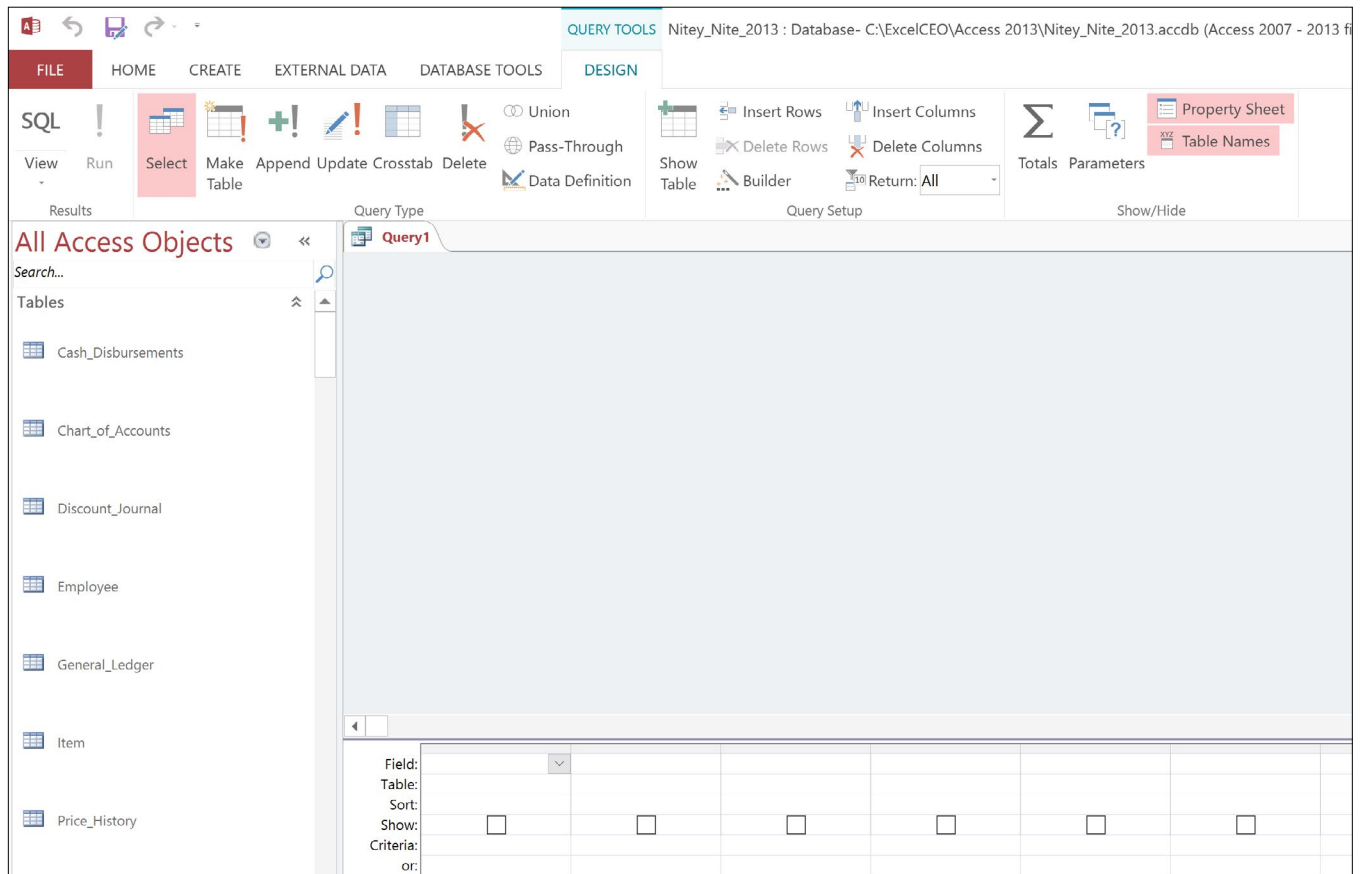 QUERY TOOLS Nitey_Nite_2013 : Database- C:\ExcelCEO\Access 2013\Nitey_Nite_2013.accdb (Access 2007 - 2013 fi
FILE HOME CREATE EXTERNAL DATA DATABASE TOOLS DESIGN
SQL
View
Run
Select
Make Table
Append
Update
Crosstab
Delete
Union
Pass-Through
Data Definition
Show Table
Insert Rows
Delete Rows
Builder
Insert Columns
Delete Columns
10 Return: All
Totals
Parameters
Property Sheet
XYZ Table Names
Results Query Type Query Setup Show/Hide
All Access Objects
Query1
Search...
Tables
Cash_Disbursements
Chart_of_Accounts
Discount_Journal
Employee
General_Ledger
Item
Price_History
Field:
Table:
Sort:
Show:
Criteria:
or: